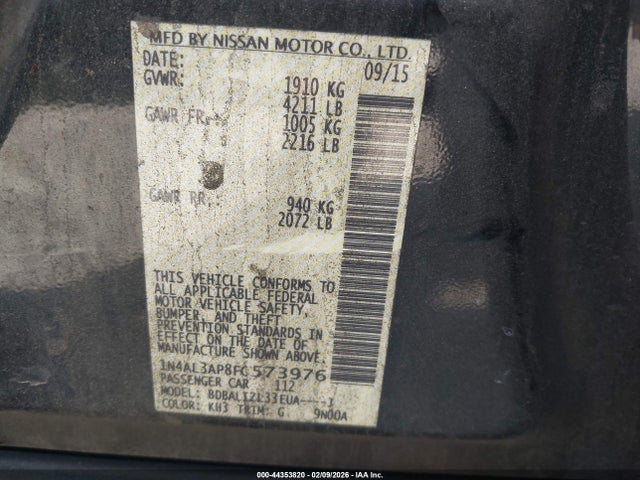 MFD BY NISSAN MOTOR CO., LTD.
DATE: 09/15
GVWR: 1910 KG
4211 LB
GAWR FR.: 1005 KG
2216 LB
GAWR RR.: 940 KG
2072 LB
THIS VEHICLE CONFORMS TO
ALL APPLICABLE FEDERAL
MOTOR VEHICLE SAFETY,
BUMPER, AND THEFT
PREVENTION STANDARDS IN
EFFECT ON THE DATE OF
MANUFACTURE SHOWN ABOVE.
1N4AL3AP8FC573976
PASSENGER CAR 112
MODEL:
COLOR: KH3 TRIM: G 9N00A
000-44353820 | 02/09/2026 - IAA Inc.